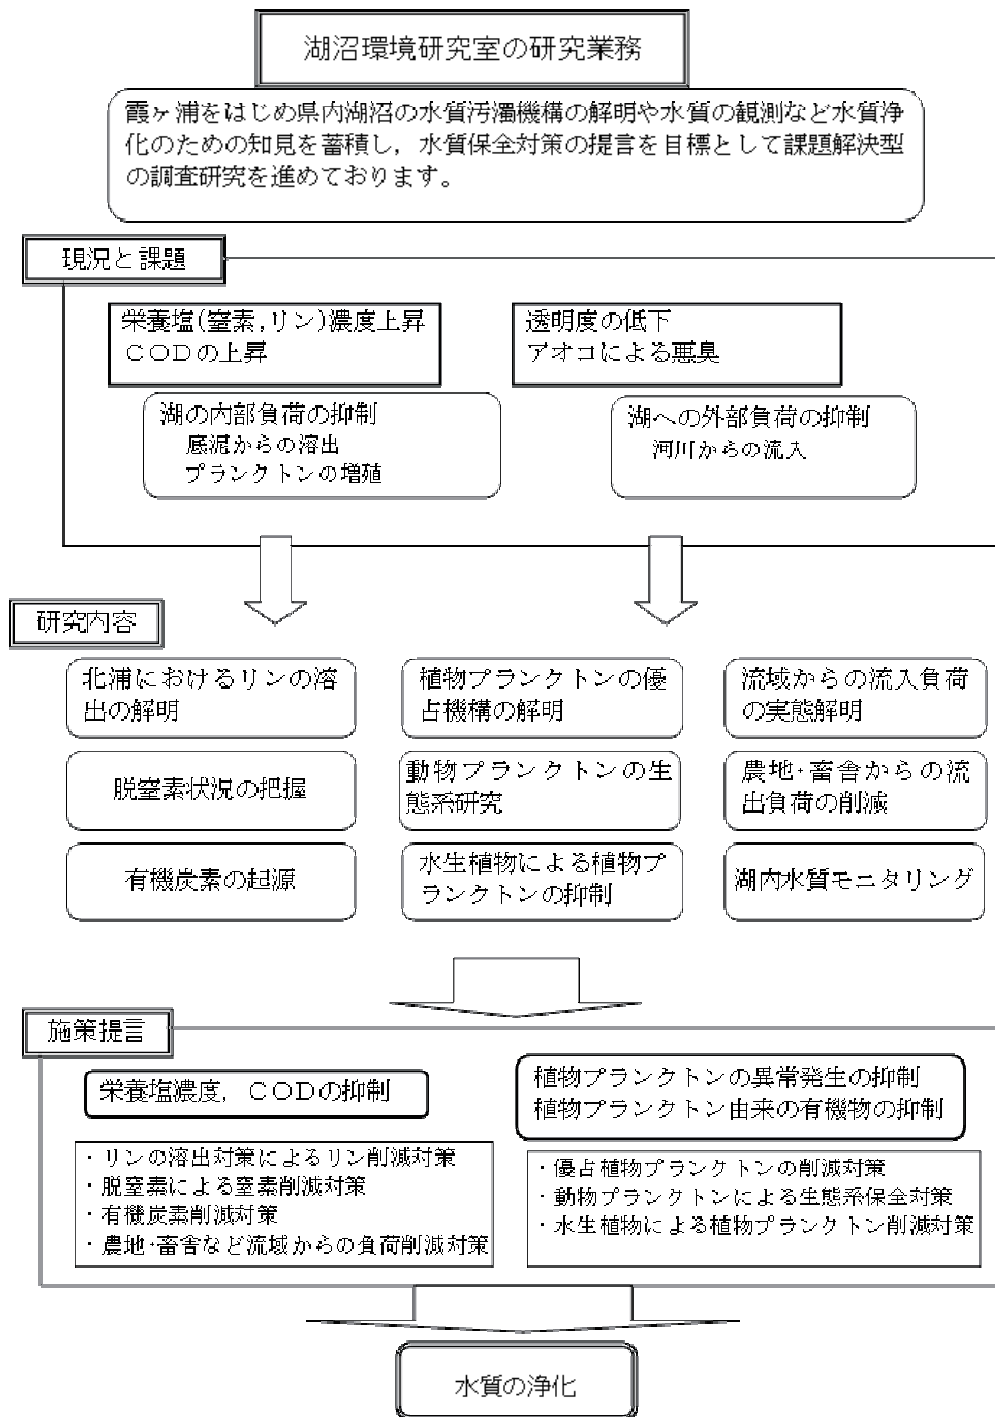 湖沼環境研究室の研究業務
霞ヶ浦をはじめ県内湖沼の水質汚濁機構の解明や水質の観測など水質浄
化のための知見を蓄積し，水質保全対策の提言を目標として課題解決型
の調査研究を進めております。
現況と課題
栄養塩(窒素,リン)濃度上昇
ＣＯＤの上昇
透明度の低下
アオコによる悪臭
湖の内部負荷の抑制
底泥からの溶出
プランクトンの増殖
湖への外部負荷の抑制
河川からの流入
研究内容
北浦におけるリンの溶
出の解明
植物プランクトンの優
占機構の解明
流域からの流入負荷
の実態解明
脱窒素状況の把握
動物プランクトンの生
態系研究
農地・畜舎からの流
出負荷の削減
有機炭素の起源
水生植物による植物プ
ランクトンの抑制
湖内水質モニタリング
施策提言
栄養塩濃度，ＣＯＤの抑制
植物プランクトンの異常発生の抑制
植物プランクトン由来の有機物の抑制
・リンの溶出対策によるリン削減対策
・脱窒素による窒素削減対策
・有機炭素削減対策
・農地・畜舎など流域からの負荷削減対策
・優占植物プランクトンの削減対策
・動物プランクトンによる生態系保全対策
・水生植物による植物プランクトン削減対策
水質の浄化